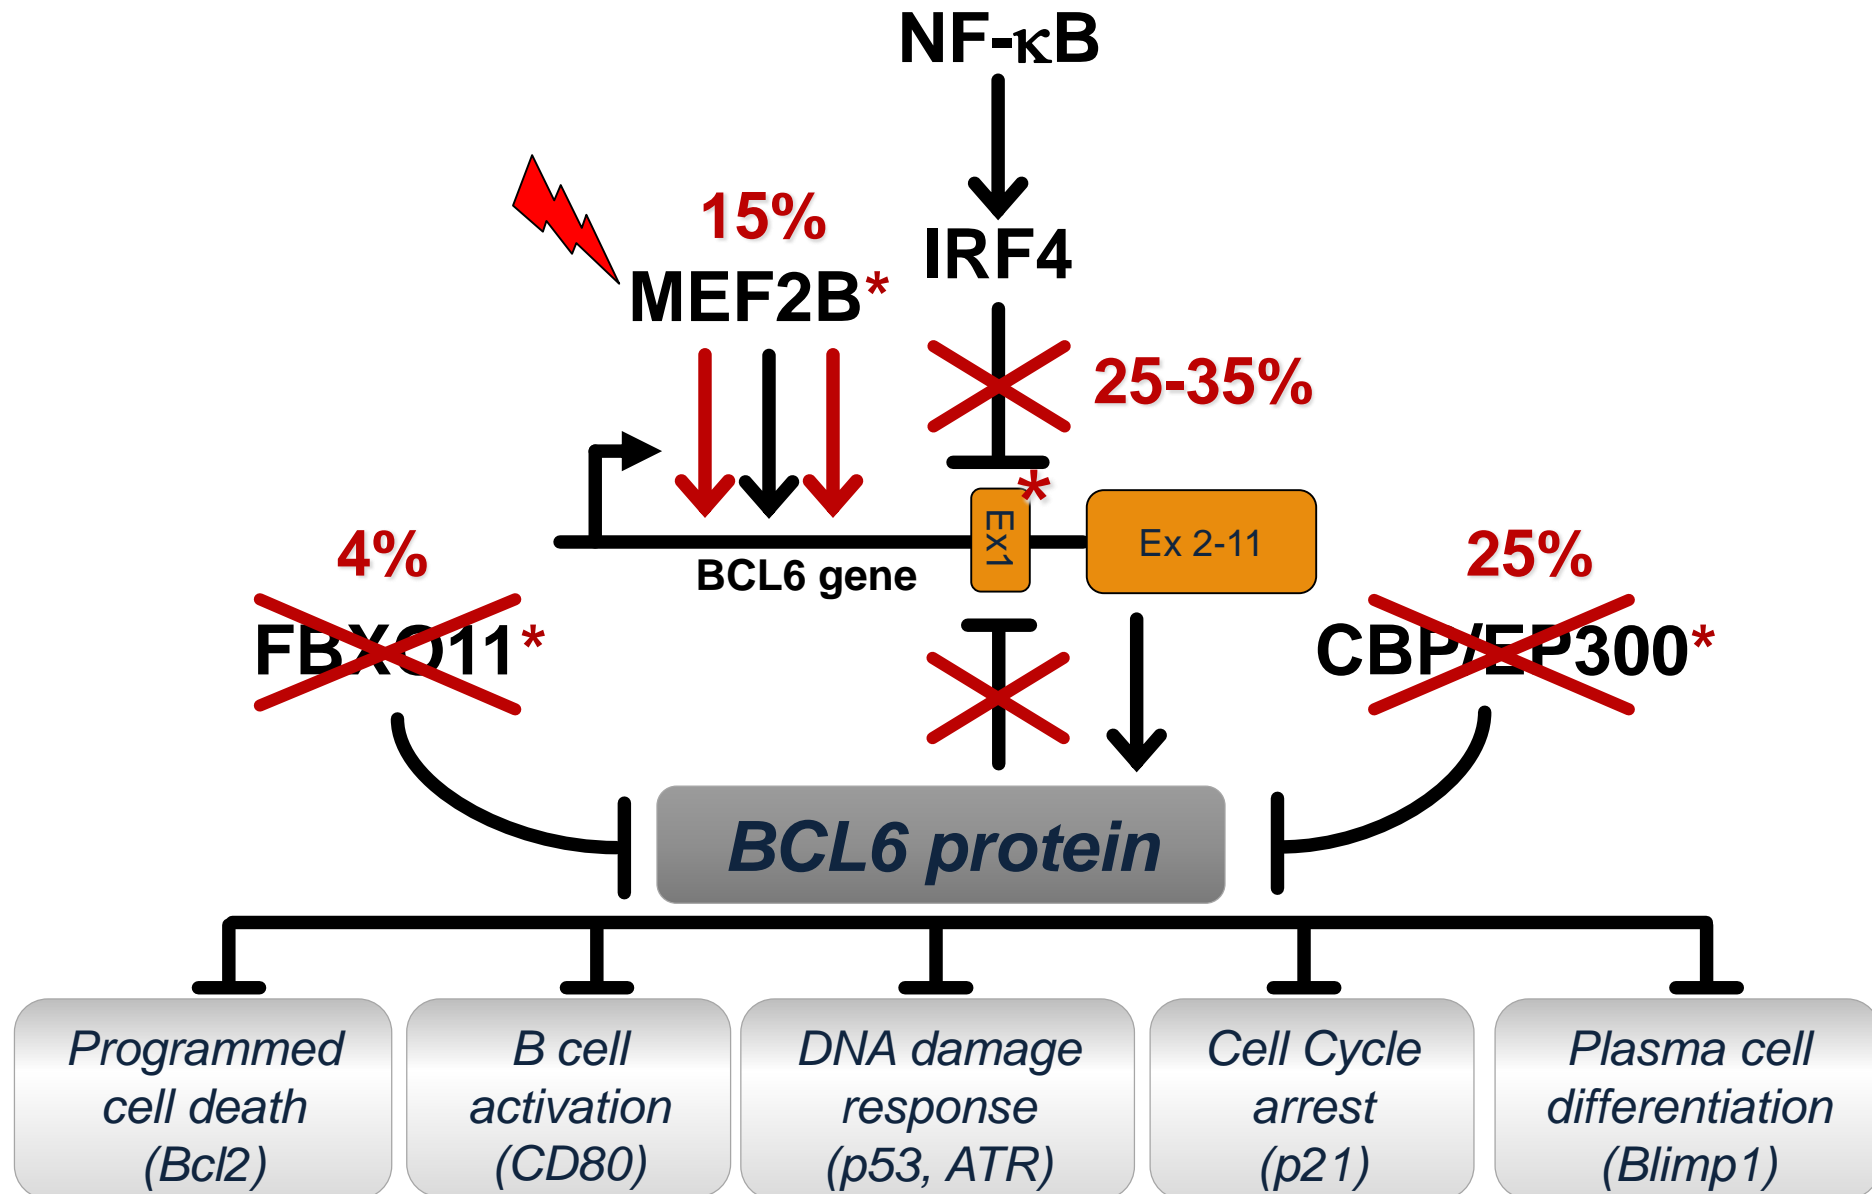 NF-κB
15%
MEF2B*
IRF4
25-35%
*
Ex1
Ex 2-11
BCL6 gene
4%
FBXO11*
25%
CBP/EP300*
BCL6 protein
Programmed
cell death
(Bcl2)
B cell
activation
(CD80)
DNA damage
response
(p53, ATR)
Cell Cycle
arrest
(p21)
Plasma cell
differentiation
(Blimp1)